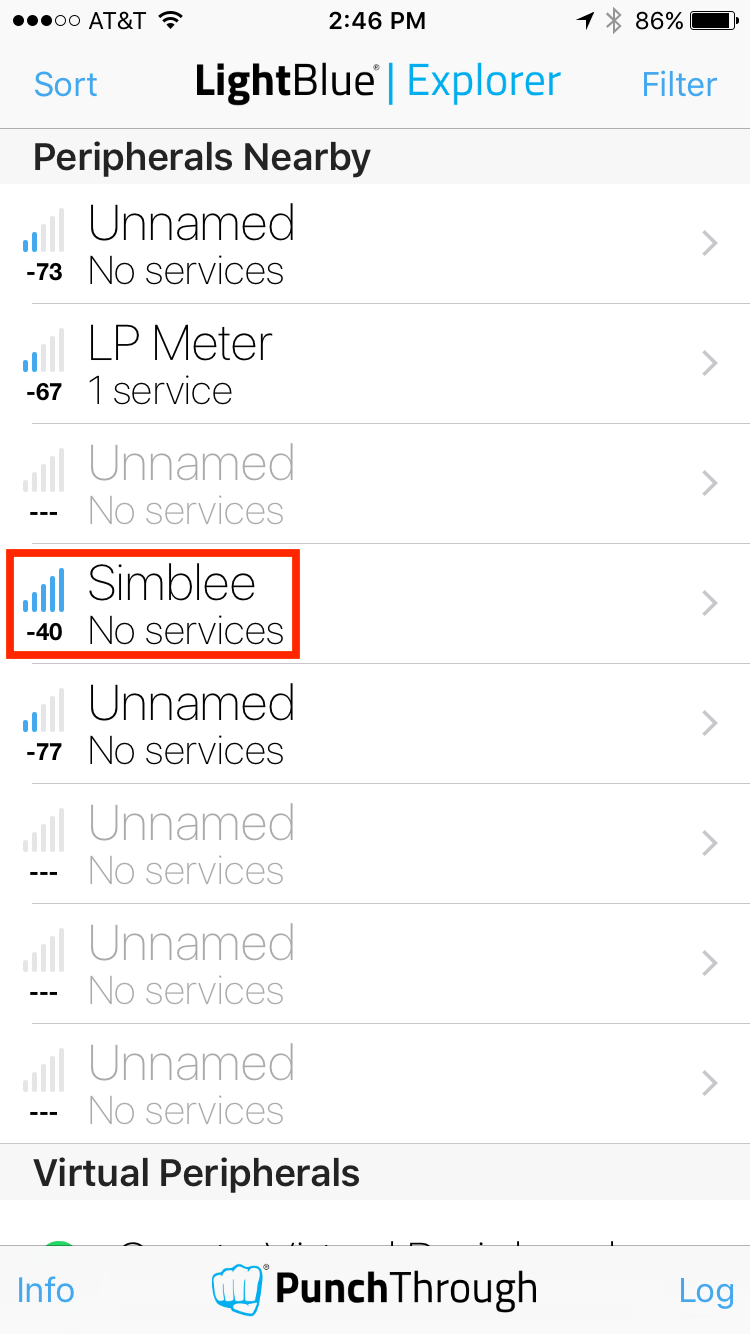 AT&T 2:46 PM 86%
Sort LightBlue® | Explorer Filter
Peripherals Nearby
Unnamed
-73 No services
LP Meter
-67 1 service
Unnamed
--- No services
Simblee
-40 No services
Unnamed
-77 No services
Unnamed
--- No services
Unnamed
--- No services
Unnamed
--- No services
Virtual Peripherals
Info PunchThrough Log